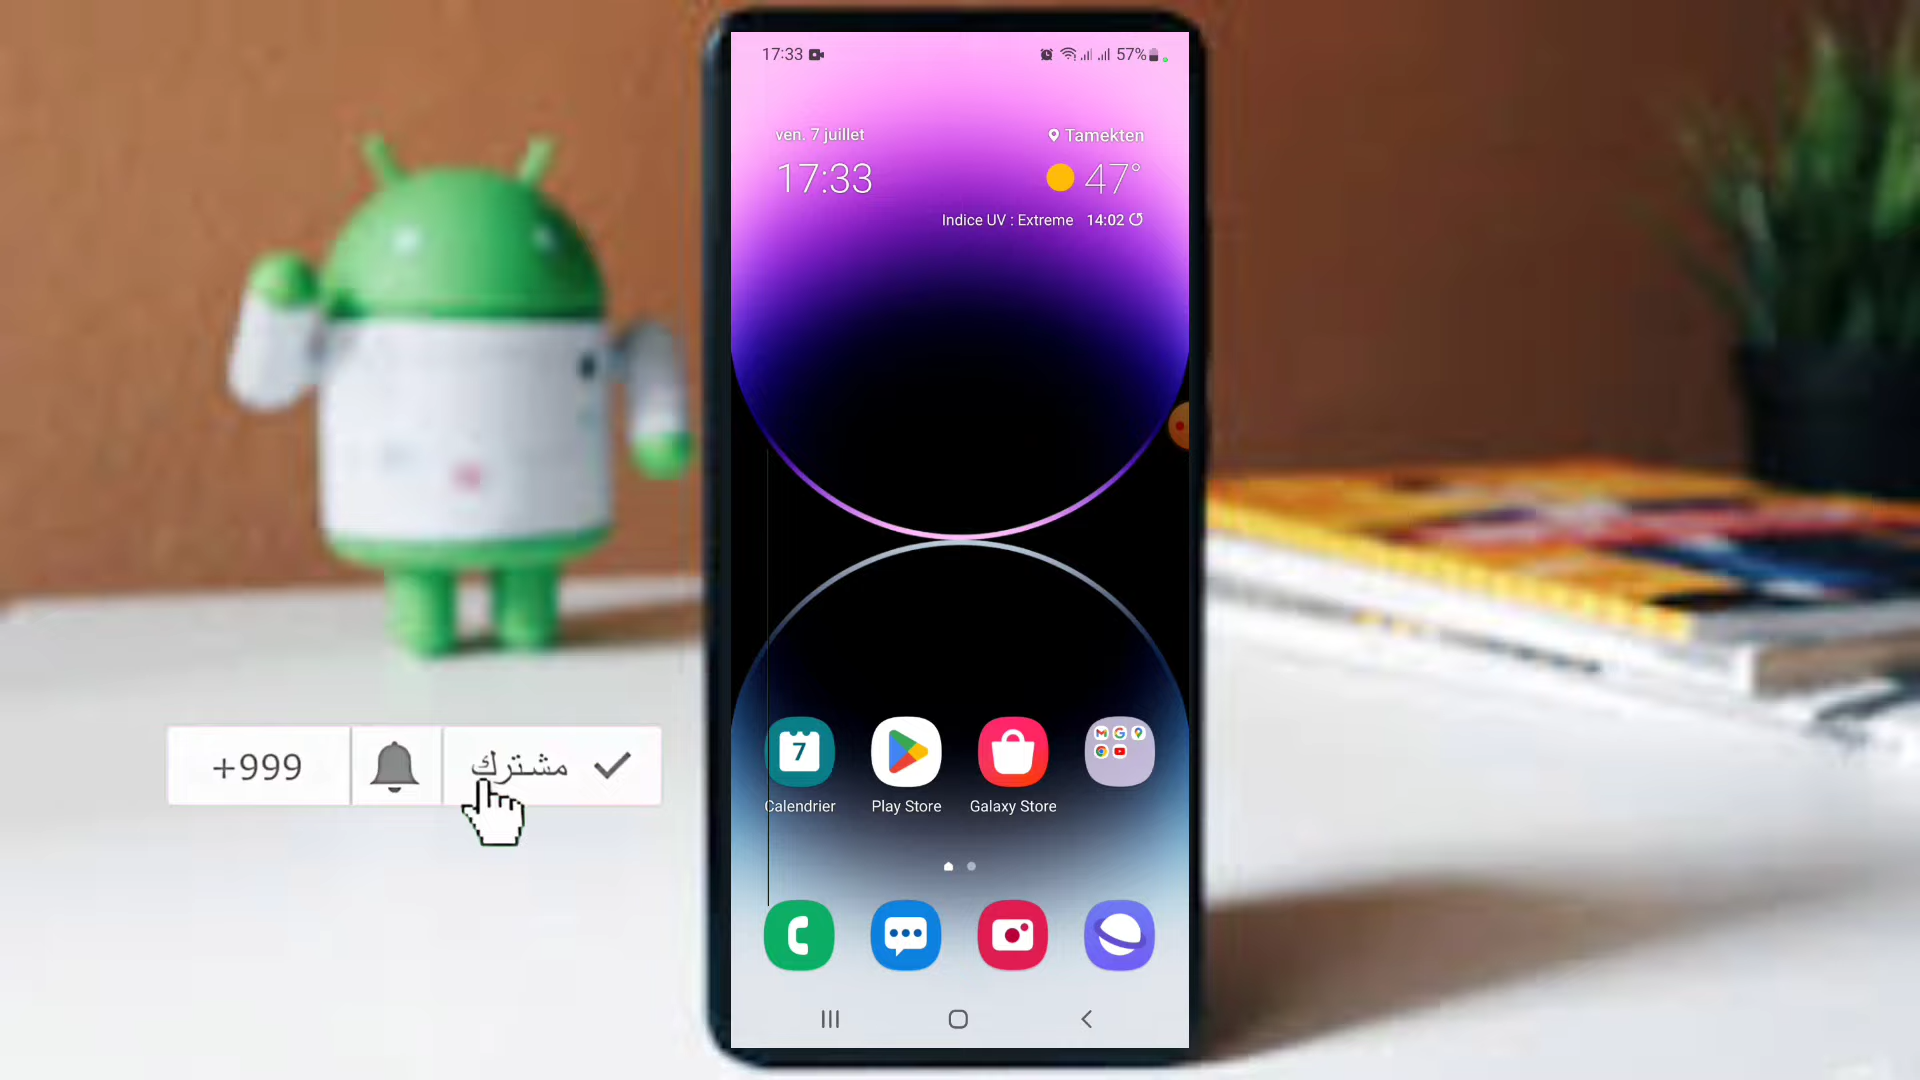 17:33 57%
ven. 7 juillet
Tamekten
17:33
47°
Indice UV : Extreme 14:02
7
Calendrier
Play Store
Galaxy Store
+999
مشترك